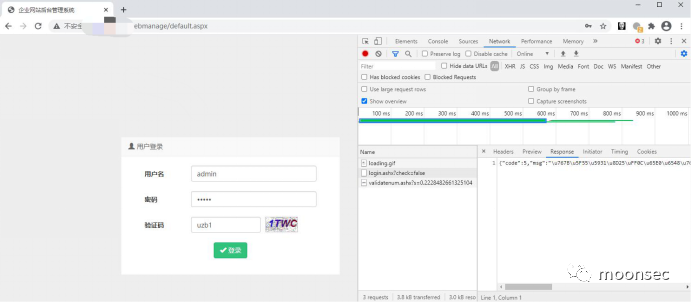 企业网站后台管理系统
不安全
ebmanage/default.aspx
用户登录
用户名
admin
密码
•••••
验证码
uzb1
1TWC
登录
Elements Console Sources Network Performance Memory
3
Preserve log Disable cache Online
Filter
Hide data URLs All XHR JS CSS Img Media Font Doc WS Manifest Other
Has blocked cookies Blocked Requests
Use large request rows
Group by frame
Show overview
Capture screenshots
100 ms 200 ms 300 ms 400 ms 500 ms 600 ms 700 ms 800 ms 900 ms 1000 ms
Name
loading.gif
login.ashx?check=false
validatenum.ashx?s=0.2228482661325104
Headers Preview Response Initiator Timing Cookies
1
{"code":5,"msg":"\u767B\u5F55\u5931\u8D25\uFF0C\u65E0\u6548\u7
3 requests
3.8 kB transferred
3.0 kB reso
Line 1, Column 1
moonsec